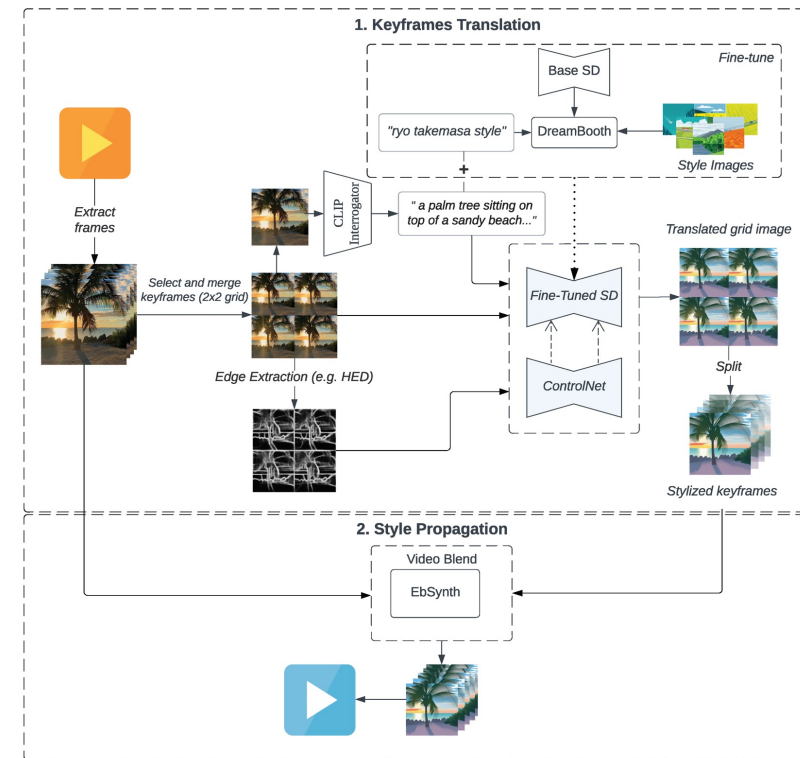 1. Keyframes Translation
Fine-tune
Base SD
"ryo takemasa style"
DreamBooth
Style Images
+
Extract
frames
CLIP
Interrogator
" a palm tree sitting on
top of a sandy beach..."
Translated grid image
Select and merge
keyframes (2x2 grid)
Fine-Tuned SD
Edge Extraction (e.g. HED)
ControlNet
Split
Stylized keyframes
2. Style Propagation
Video Blend
EbSynth